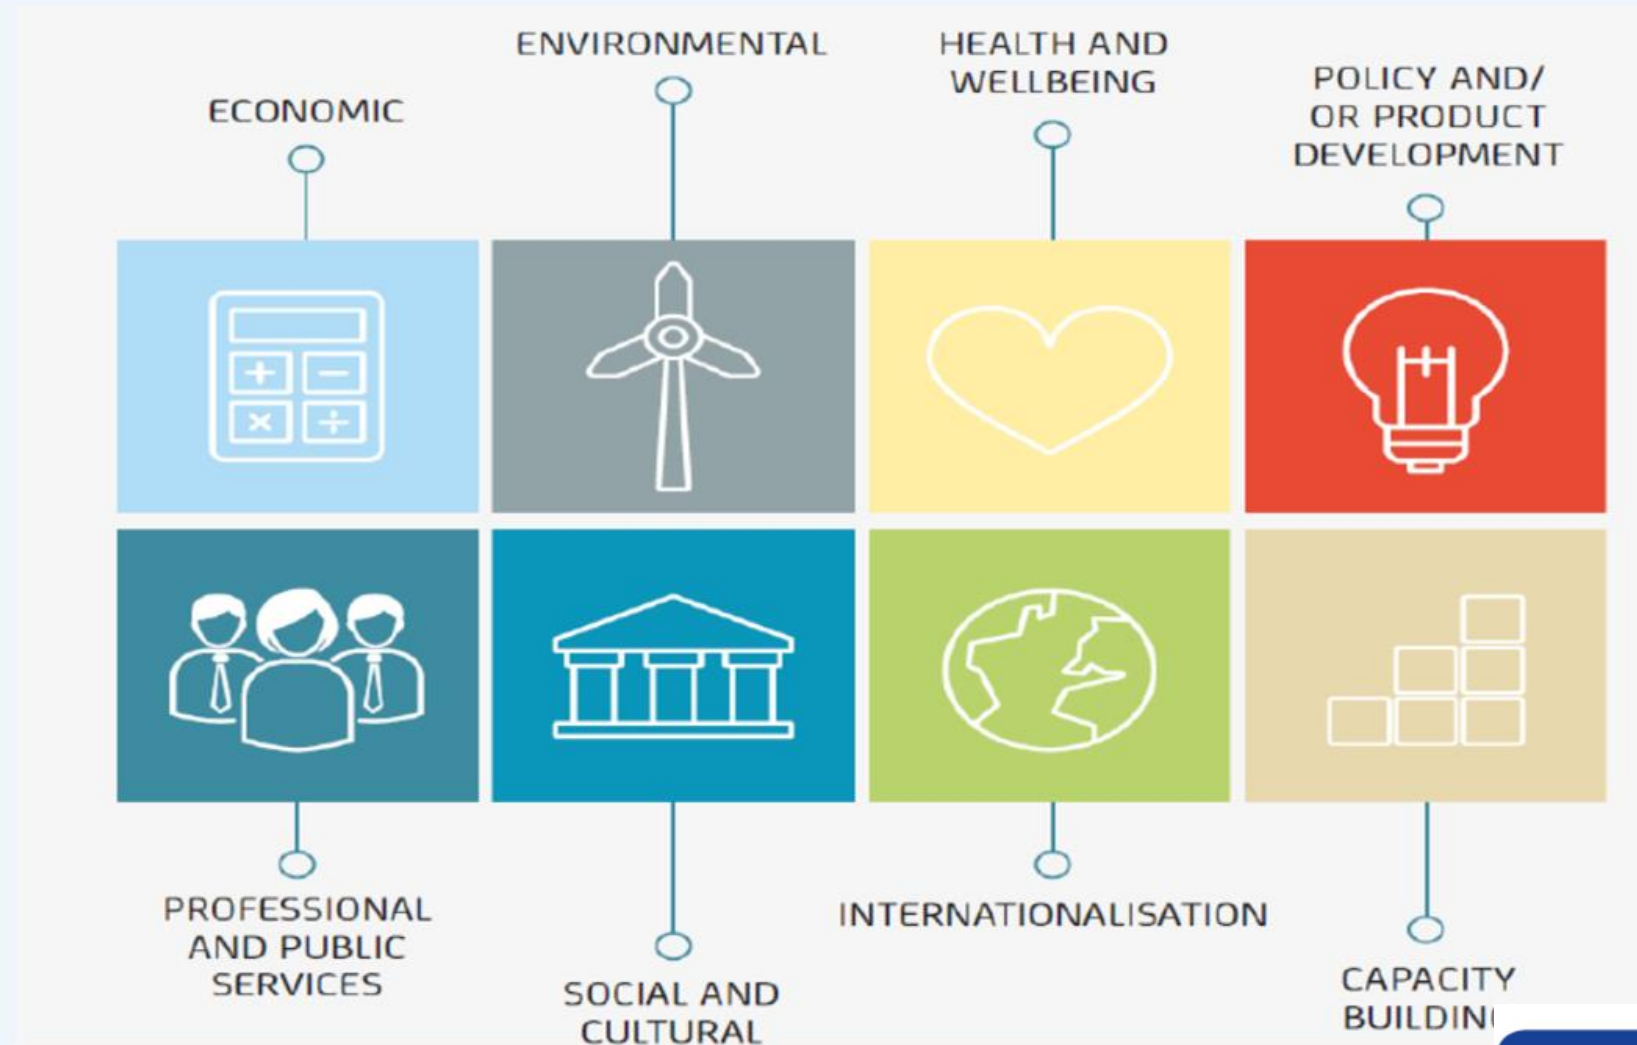 ECONOMIC
ENVIRONMENTAL
HEALTH AND
WELLBEING
POLICY AND/
OR PRODUCT
DEVELOPMENT
PROFESSIONAL
AND PUBLIC
SERVICES
SOCIAL AND
CULTURAL
INTERNATIONALISATION
CAPACITY
BUILDIN